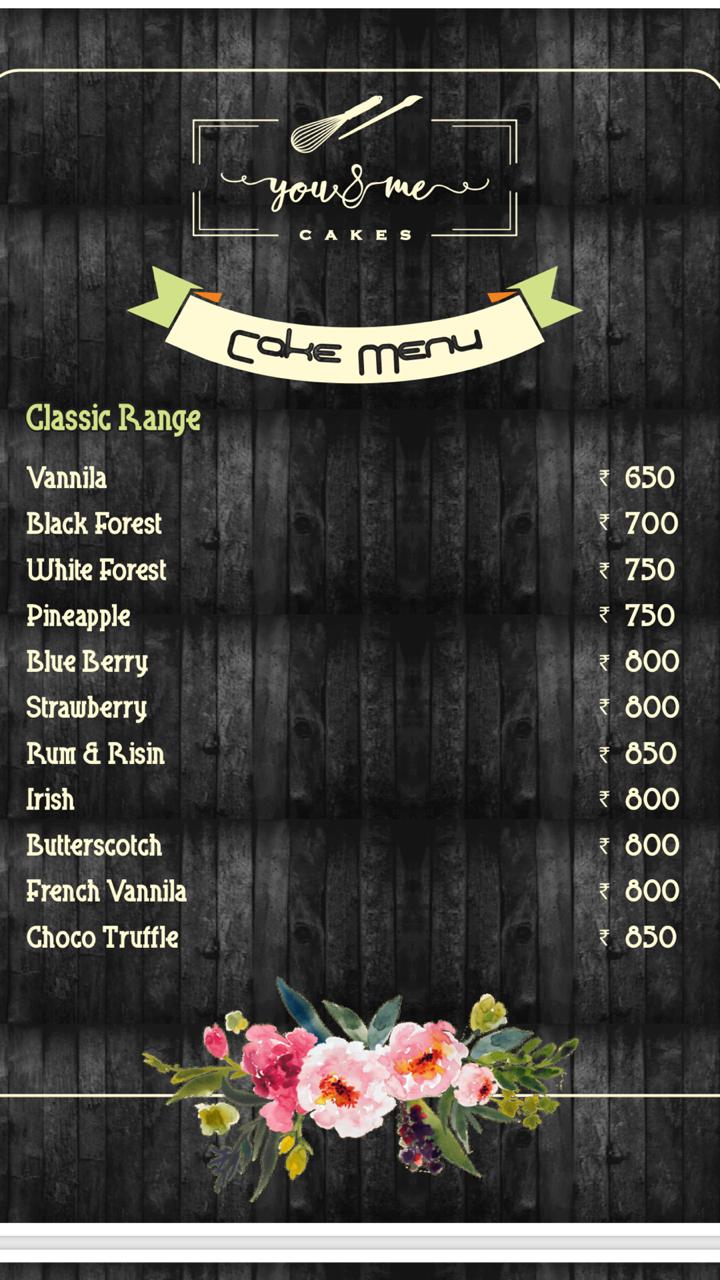 you & me
CAKES
Cake Menu
Classic Range
Vannila ₹ 650
Black Forest ₹ 700
White Forest ₹ 750
Pineapple ₹ 750
Blue Berry ₹ 800
Strawberry ₹ 800
Rum & Risin ₹ 850
Irish ₹ 800
Butterscotch ₹ 800
French Vannila ₹ 800
Choco Truffle ₹ 850